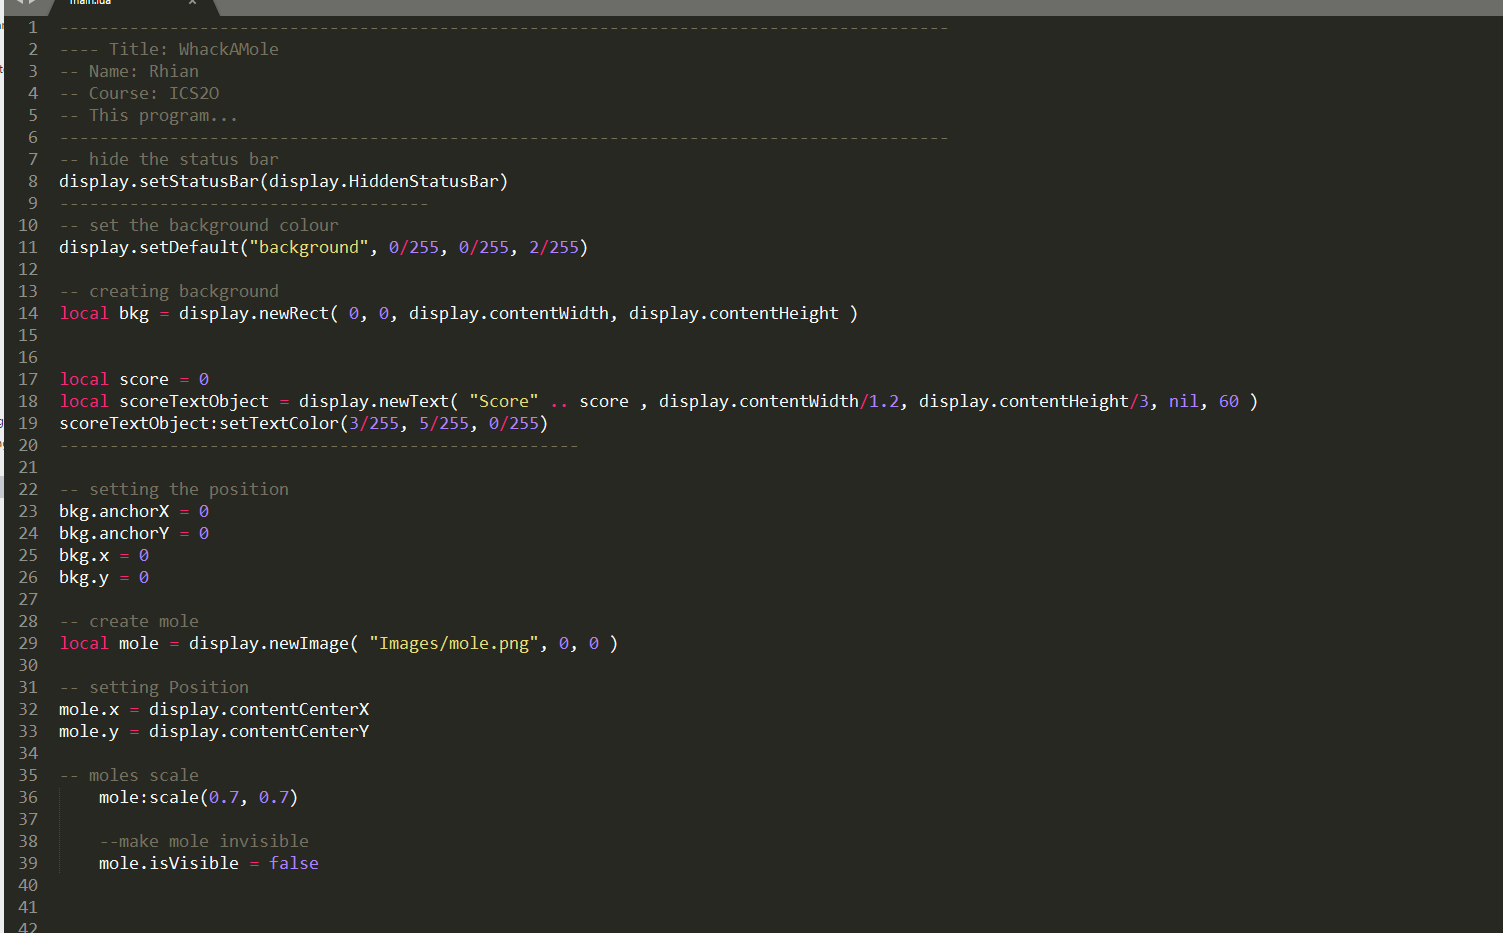 main.lua ×
1 -----------------------------------------------------------------------------------------
2 ---- Title: WhackAMole
3 -- Name: Rhian
4 -- Course: ICS2O
5 -- This program...
6 -----------------------------------------------------------------------------------------
7 -- hide the status bar
8 display.setStatusBar(display.HiddenStatusBar)
9 -------------------------------------
10 -- set the background colour
11 display.setDefault("background", 0/255, 0/255, 2/255)
12
13 -- creating background
14 local bkg = display.newRect( 0, 0, display.contentWidth, display.contentHeight )
15
16
17 local score = 0
18 local scoreTextObject = display.newText( "Score" .. score , display.contentWidth/1.2, display.contentHeight/3, nil, 60 )
19 scoreTextObject:setTextColor(3/255, 5/255, 0/255)
20 ----------------------------------------------------
21
22 -- setting the position
23 bkg.anchorX = 0
24 bkg.anchorY = 0
25 bkg.x = 0
26 bkg.y = 0
27
28 -- create mole
29 local mole = display.newImage( "Images/mole.png", 0, 0 )
30
31 -- setting Position
32 mole.x = display.contentCenterX
33 mole.y = display.contentCenterY
34
35 -- moles scale
36     mole:scale(0.7, 0.7)
37
38     --make mole invisible
39     mole.isVisible = false
40
41
42